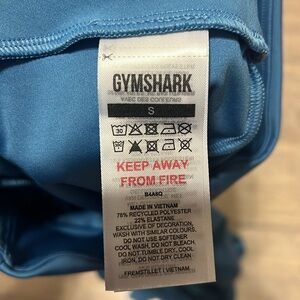 GYMSHARK
S
30
KEEP AWAY
FROM FIRE
B4A8Q
MADE IN VIETNAM
78% RECYCLED POLYESTER
22% ELASTANE
EXCLUSIVE OF DECORATION,
WASH WITH SIMILAR COLOURS,
DO NOT USE SOFTENER
COOL WASH, DO NOT BLEACH,
DO NOT TUMBLE DRY, COOL
IRON, DO NOT DRY CLEAN
FREMSTILLET I VIETNAM